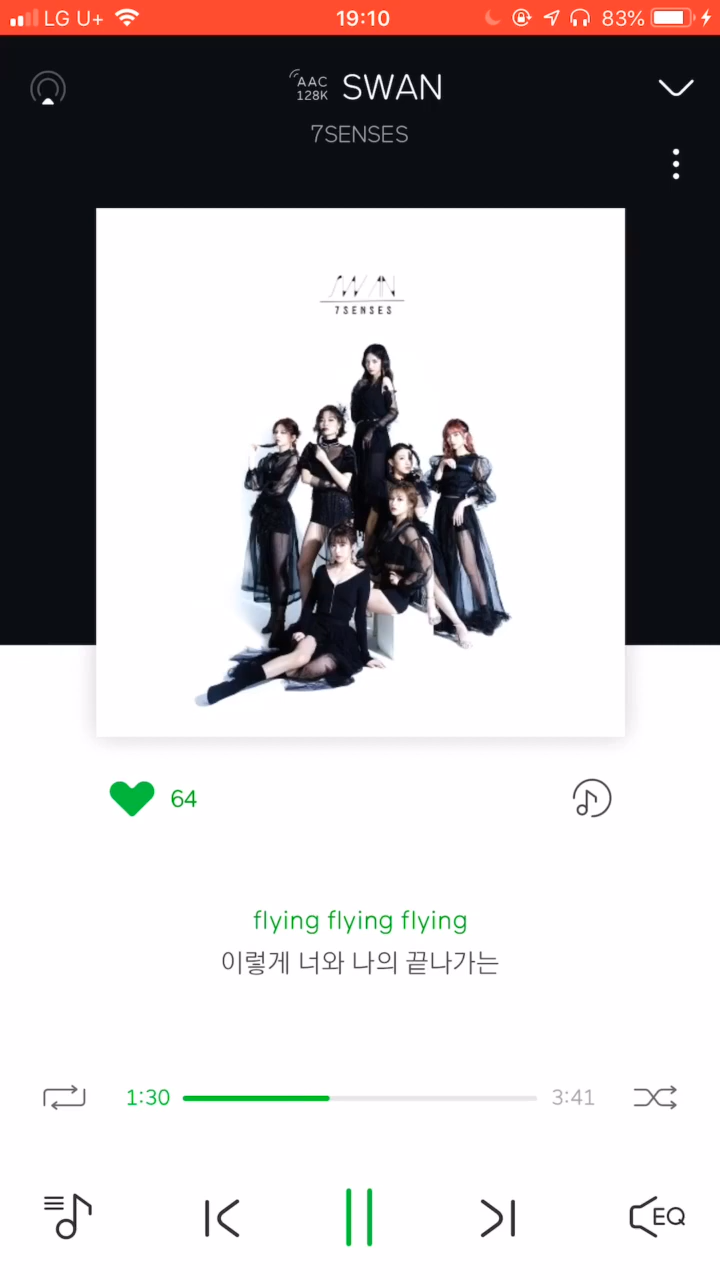 LG U+ 19:10 83%
AAC
128K
SWAN
7SENSES
SWAN
7SENSES
64
flying flying flying
이렇게 너와 나의 끝나가는
1:30 3:41
EQ